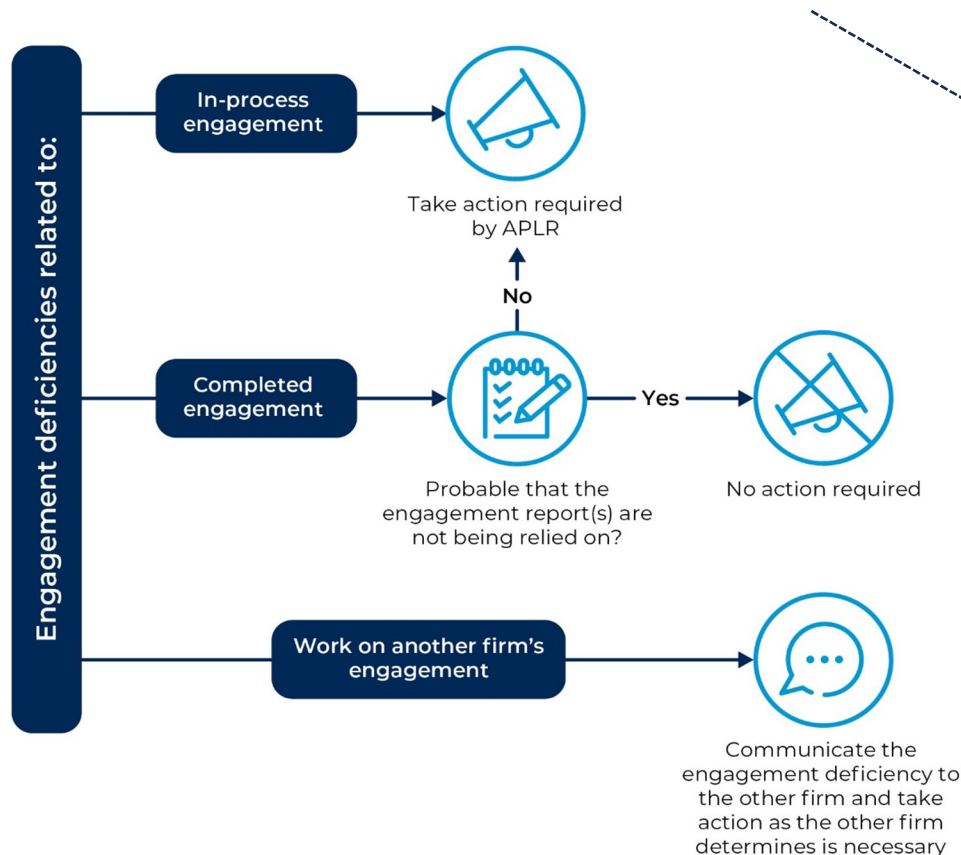 Engagement deficiencies related to:
In-process
engagement
Take action required
by APLR
No
Completed
engagement
Yes
Probable that the
engagement report(s) are
not being relied on?
No action required
Work on another firm's
engagement
Communicate the
engagement deficiency to
the other firm and take
action as the other firm
determines is necessary